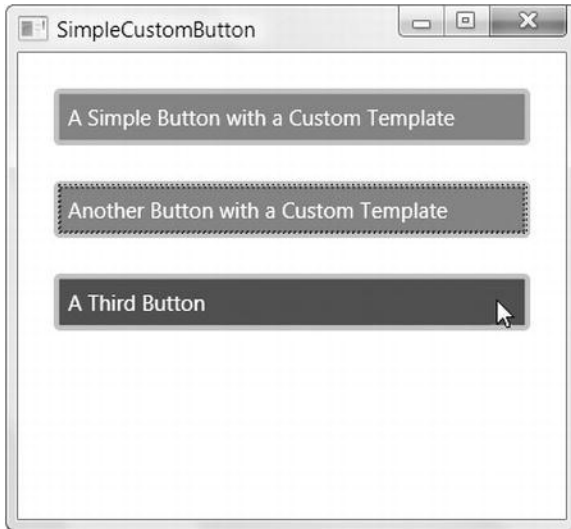 SimpleCustomButton
A Simple Button with a Custom Template
Another Button with a Custom Template
A Third Button